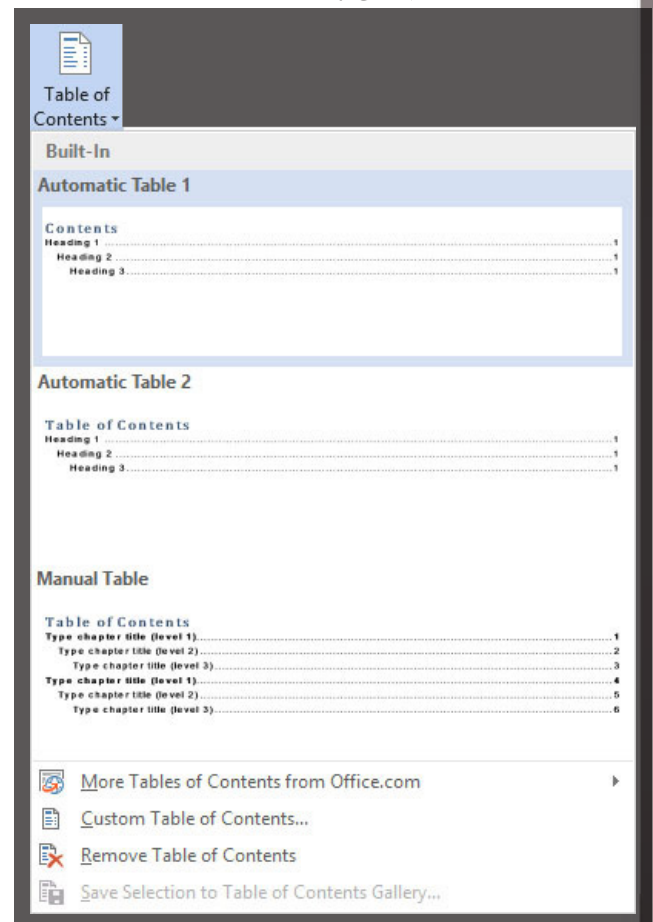 Table of
Contents
Built-In
Automatic Table 1
Contents
Heading 1 1
Heading 2 1
Heading 3 1
Automatic Table 2
Table of Contents
Heading 1 1
Heading 2 1
Heading 3 1
Manual Table
Table of Contents
Type chapter title (level 1) 1
Type chapter title (level 2) 2
Type chapter title (level 3) 3
Type chapter title (level 1) 4
Type chapter title (level 2) 5
Type chapter title (level 3) 6
More Tables of Contents from Office.com
Custom Table of Contents...
Remove Table of Contents
Save Selection to Table of Contents Gallery...